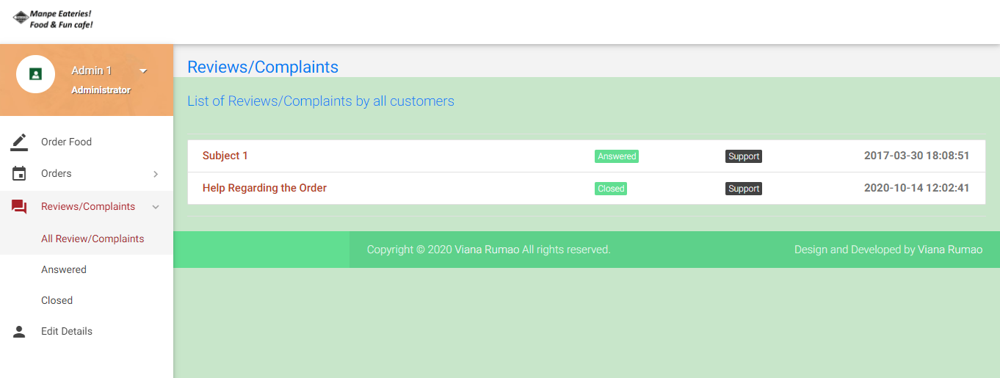 Manpe Eateries!
Food & Fun cafe!
Admin 1
Administrator
Order Food
Orders
Reviews/Complaints
All Review/Complaints
Answered
Closed
Edit Details
Reviews/Complaints
List of Reviews/Complaints by all customers
Subject 1 Answered Support 2017-03-30 18:08:51
Help Regarding the Order Closed Support 2020-10-14 12:02:41
Copyright © 2020 Viana Rumao All rights reserved. Design and Developed by Viana Rumao